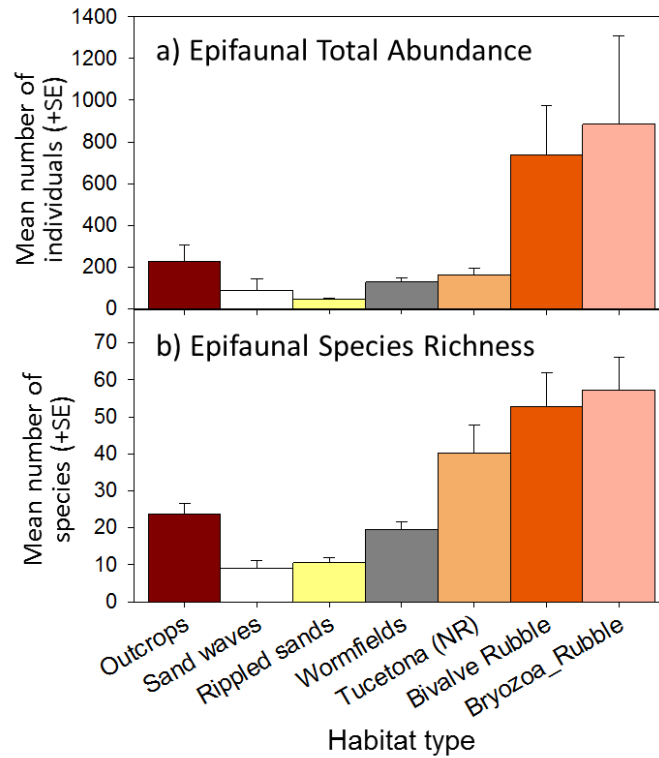 a) Epifaunal Total Abundance
Mean number of
individuals (+SE)
1400
1200
1000
800
600
400
200
0
b) Epifaunal Species Richness
Mean number of
species (+SE)
70
60
50
40
30
20
10
0
Outcrops
Sand waves
Rippled sands
Wormfields
Tucetona (NR)
Bivalve Rubble
Bryozoa_Rubble
Habitat type